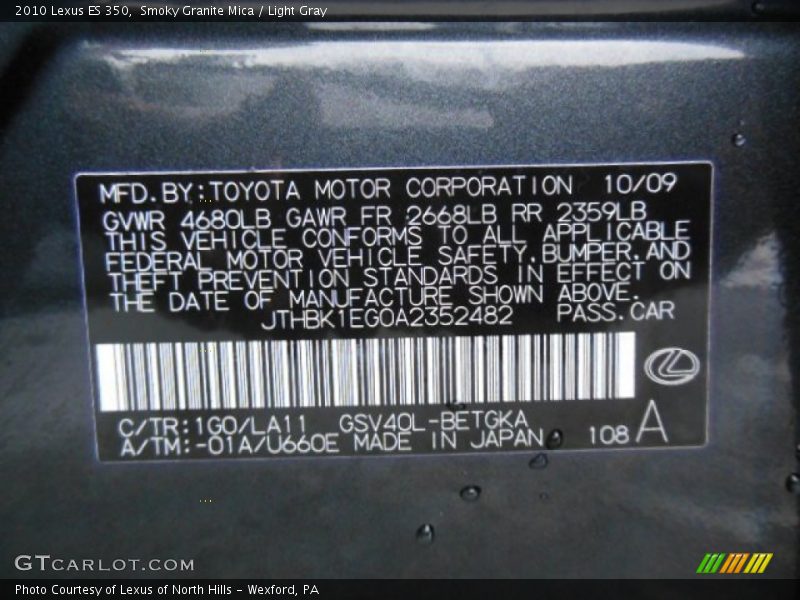 2010 Lexus ES 350, Smoky Granite Mica / Light Gray
MFD.BY:TOYOTA MOTOR CORPORATION 10/09
GVWR 4680LB GAWR FR 2668LB RR 2359LB
THIS VEHICLE CONFORMS TO ALL APPLICABLE
FEDERAL MOTOR VEHICLE SAFETY,BUMPER,AND
THEFT PREVENTION STANDARDS IN EFFECT ON
THE DATE OF MANUFACTURE SHOWN ABOVE.
JTHBK1EG0A2352482 PASS.CAR
C/TR:1G0/LA11 GSV40L-BETGKA
A/TM:-01A/U660E MADE IN JAPAN 108 A
GTCARLOT.COM
Photo Courtesy of Lexus of North Hills - Wexford, PA